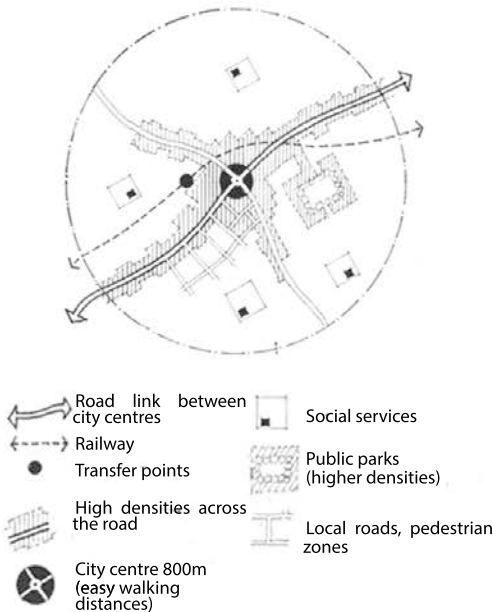 Road link between
city centres
Railway
Transfer points
High densities across
the road
City centre 800m
(easy walking
distances)
Social services
Public parks
(higher densities)
Local roads, pedestrian
zones